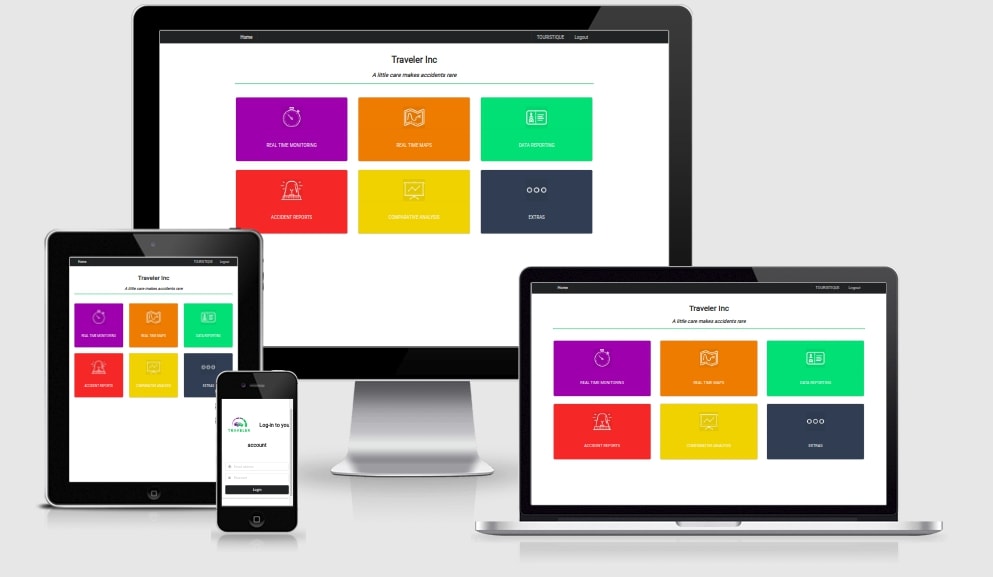 Home TOURISTIQUE Logout
Traveler Inc
A little care makes accidents rare
REAL TIME MONITORING REAL TIME MAPS DATA REPORTING
ACCIDENT REPORTS COMPARATIVE ANALYSIS EXTRAS
Home TOURISTIQUE Logout
Traveler Inc
A little care makes accidents rare
REAL TIME MONITORING REAL TIME MAPS DATA REPORTING
ACCIDENT REPORTS COMPARATIVE ANALYSIS EXTRAS
TRAVELER Log-in to you
account
Login
Home TOURISTIQUE Logout
Traveler Inc
A little care makes accidents rare
REAL TIME MONITORING REAL TIME MAPS DATA REPORTING
ACCIDENT REPORTS COMPARATIVE ANALYSIS EXTRAS